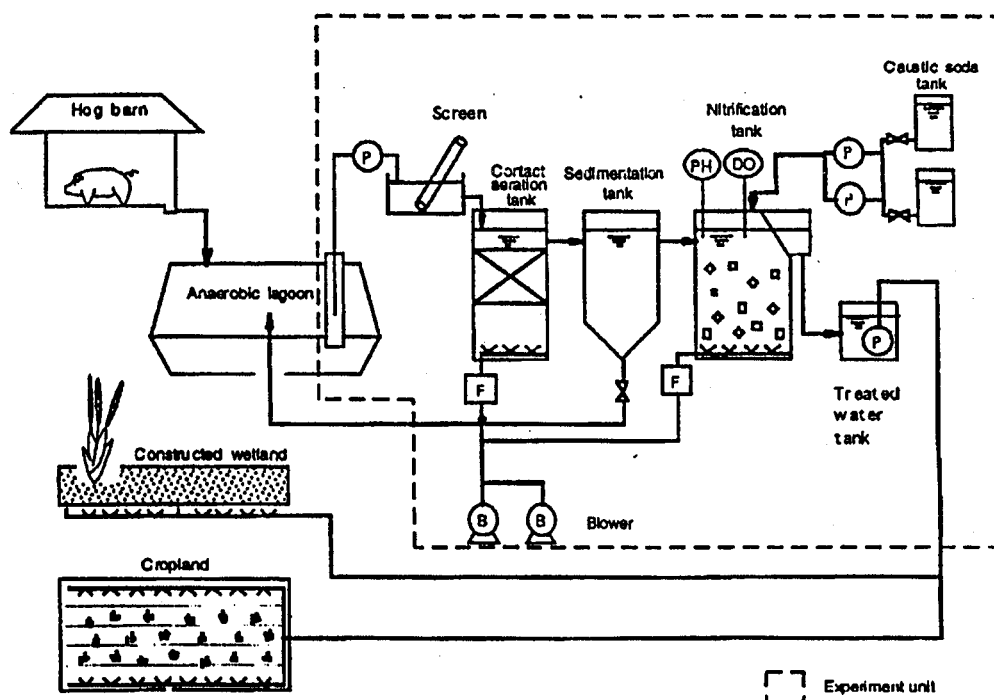 Hog barn
Screen
Caustic soda
tank
Nitrification
tank
P
Contact
aeration
tank
Sedimentation
tank
PH
DO
P
P
Anaerobic lagoon
F
F
P
Treated
water
tank
Constructed wetland
B
B
Blower
Cropland
Experiment unit